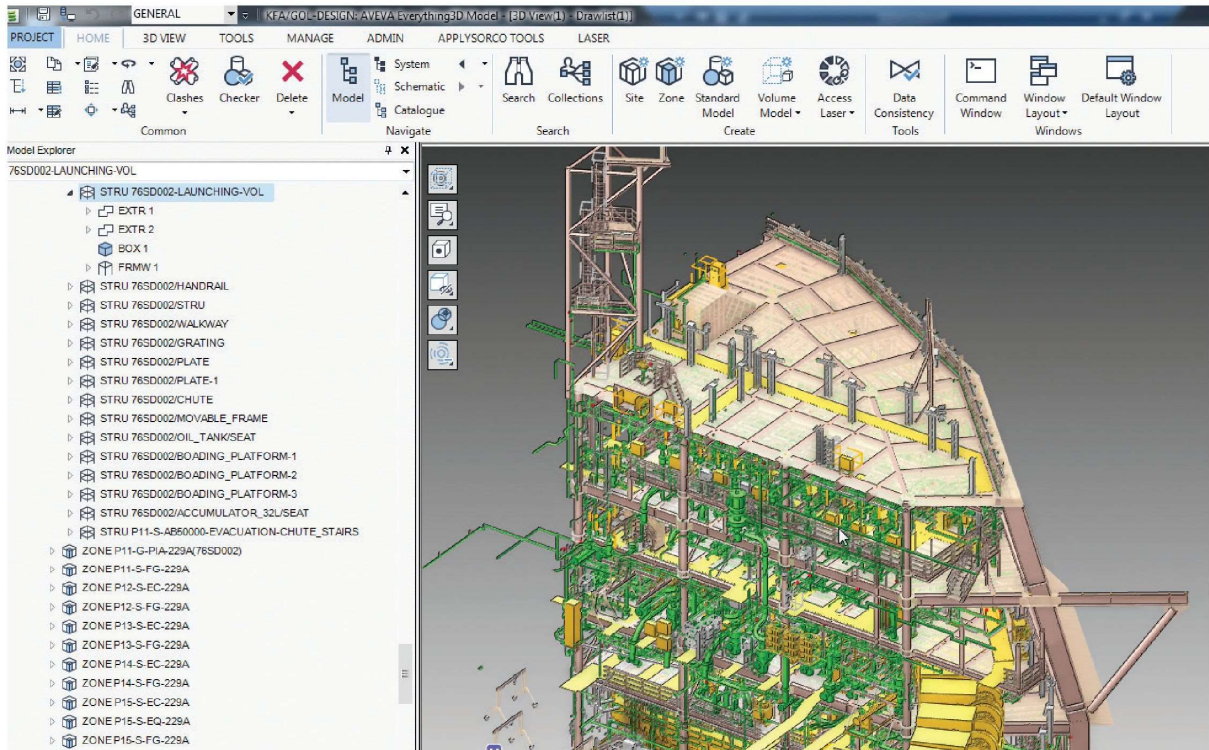 GENERAL
KFA/GOL-DESIGN: AVEVA Everything3D Model - [3D View(1) - Drawlist(1)]
PROJECT HOME 3D VIEW TOOLS MANAGE ADMIN APPLYSORCO TOOLS LASER
Clashes Checker Delete
Common
Model
System
Schematic
Catalogue
Navigate
Search Collections
Search
Site Zone Standard Model Volume Model Access Laser
Create
Data Consistency
Tools
Command Window Window Layout Default Window Layout
Windows
Model Explorer
76SD002-LAUNCHING-VOL
STRU 76SD002-LAUNCHING-VOL
EXTR 1
EXTR 2
BOX 1
FRMW 1
STRU 76SD002/HANDRAIL
STRU 76SD002/STRU
STRU 76SD002/WALKWAY
STRU 76SD002/GRATING
STRU 76SD002/PLATE
STRU 76SD002/PLATE-1
STRU 76SD002/CHUTE
STRU 76SD002/MOVABLE_FRAME
STRU 76SD002/OIL_TANK/SEAT
STRU 76SD002/BOADING_PLATFORM-1
STRU 76SD002/BOADING_PLATFORM-2
STRU 76SD002/BOADING_PLATFORM-3
STRU 76SD002/ACCUMULATOR_32L/SEAT
STRU P11-S-AB50000-EVACUATION-CHUTE_STAIRS
ZONE P11-G-PIA-229A(76SD002)
ZONE P11-S-FG-229A
ZONE P12-S-EC-229A
ZONE P12-S-FG-229A
ZONE P13-S-EC-229A
ZONE P13-S-FG-229A
ZONE P14-S-EC-229A
ZONE P14-S-FG-229A
ZONE P15-S-EC-229A
ZONE P15-S-EQ-229A
ZONE P15-S-FG-229A